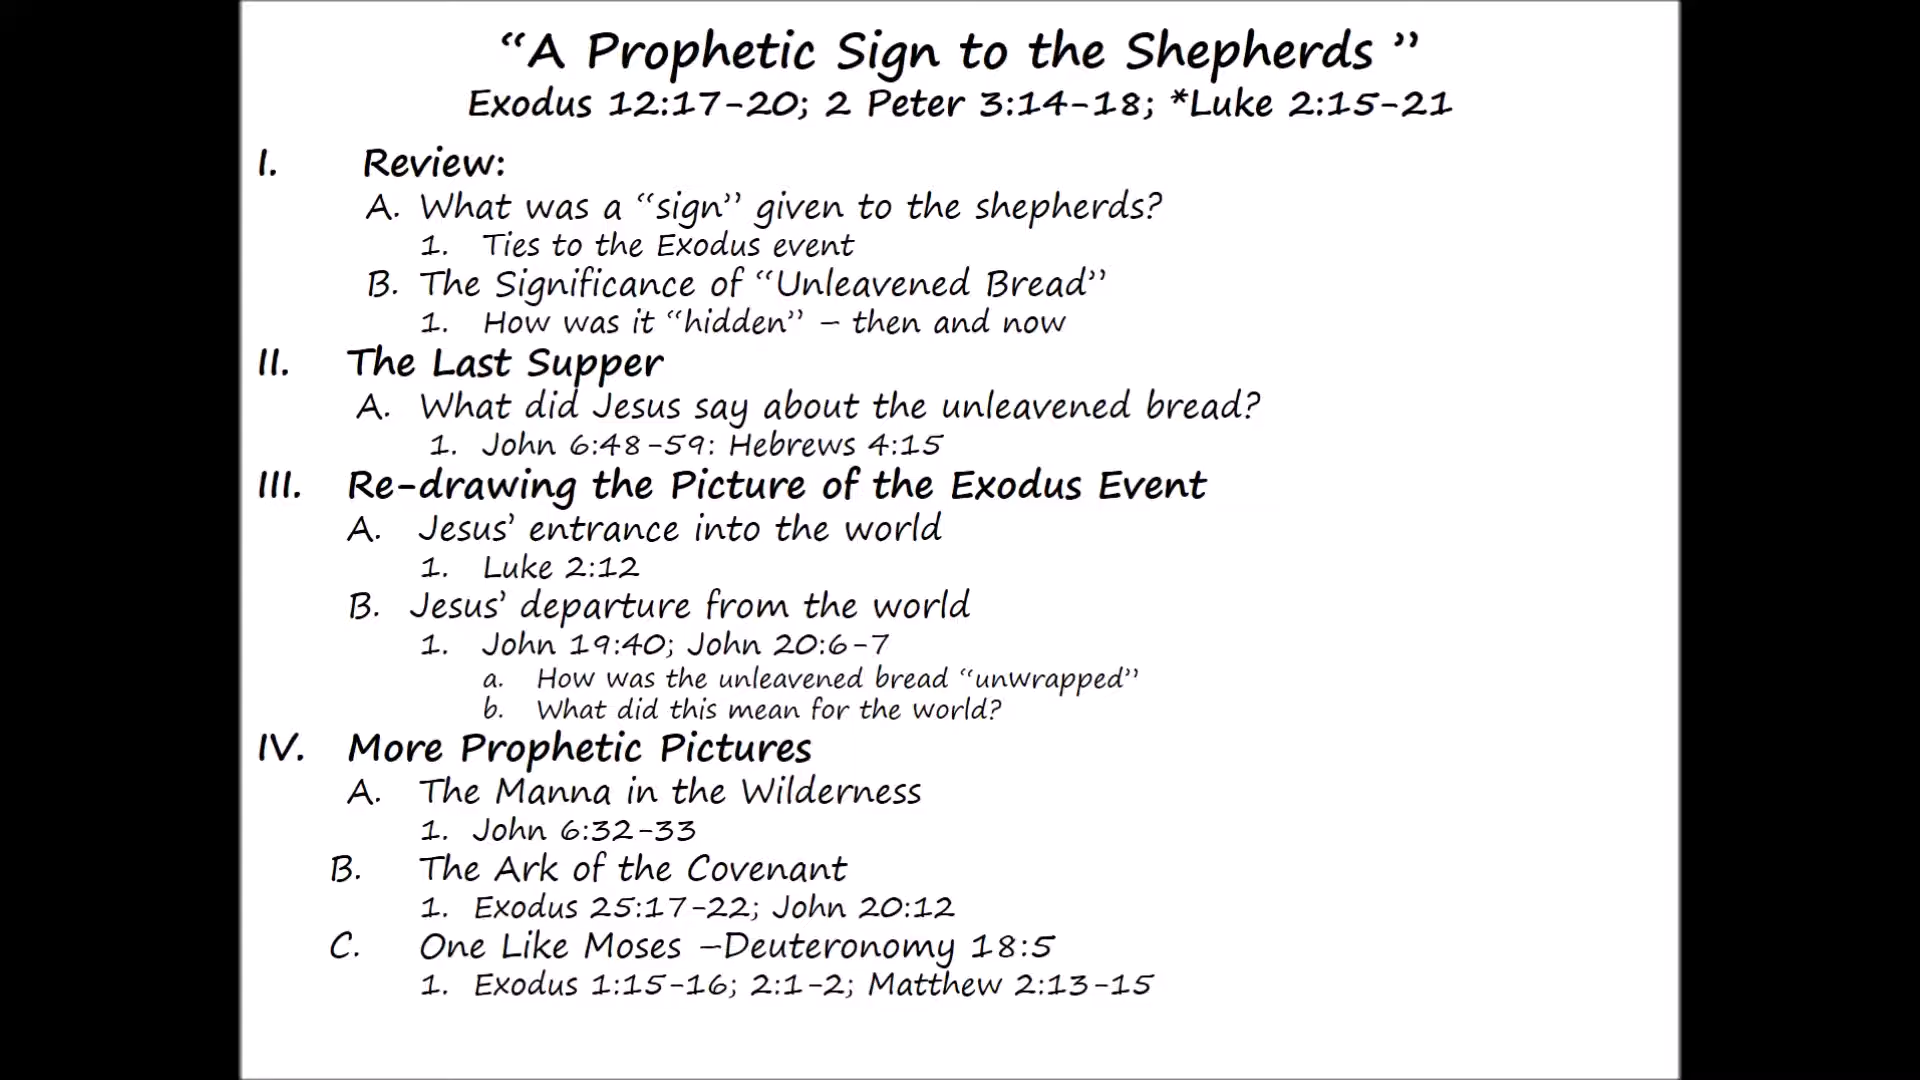 “A Prophetic Sign to the Shepherds ”
Exodus 12:17-20; 2 Peter 3:14-18; *Luke 2:15-21
I. Review:
A. What was a “sign” given to the shepherds?
1. Ties to the Exodus event
B. The Significance of “Unleavened Bread”
1. How was it “hidden” – then and now
II. The Last Supper
A. What did Jesus say about the unleavened bread?
1. John 6:48-59: Hebrews 4:15
III. Re-drawing the Picture of the Exodus Event
A. Jesus’ entrance into the world
1. Luke 2:12
B. Jesus’ departure from the world
1. John 19:40; John 20:6-7
a. How was the unleavened bread “unwrapped”
b. What did this mean for the world?
IV. More Prophetic Pictures
A. The Manna in the Wilderness
1. John 6:32-33
B. The Ark of the Covenant
1. Exodus 25:17-22; John 20:12
C. One Like Moses –Deuteronomy 18:5
1. Exodus 1:15-16; 2:1-2; Matthew 2:13-15